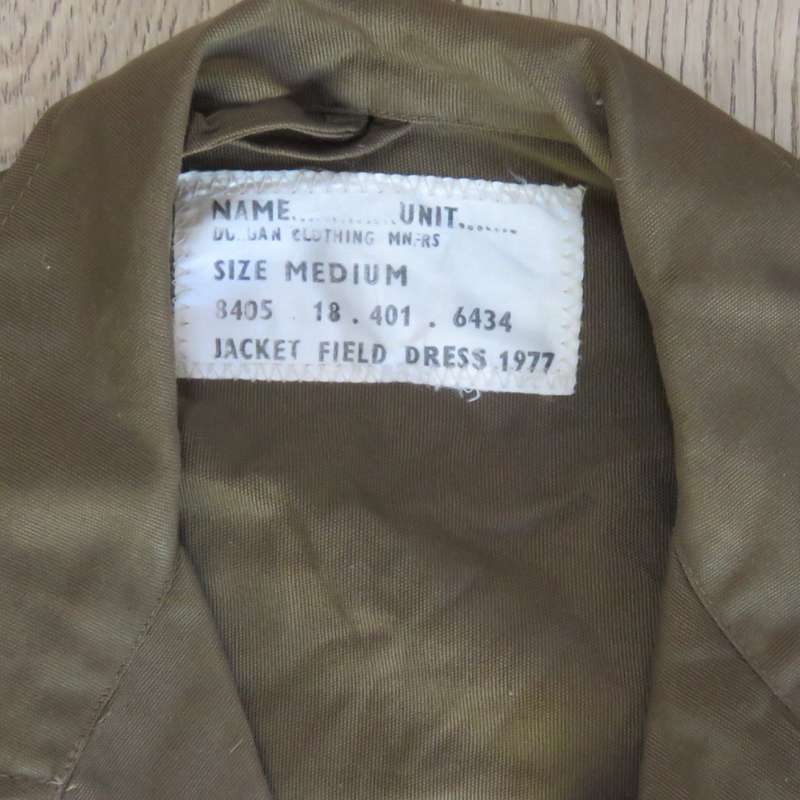 NAME.............UNIT.......
CLOTHING MNFRS
SIZE MEDIUM
8405 . 18 . 401 . 6434
JACKET FIELD DRESS 1977